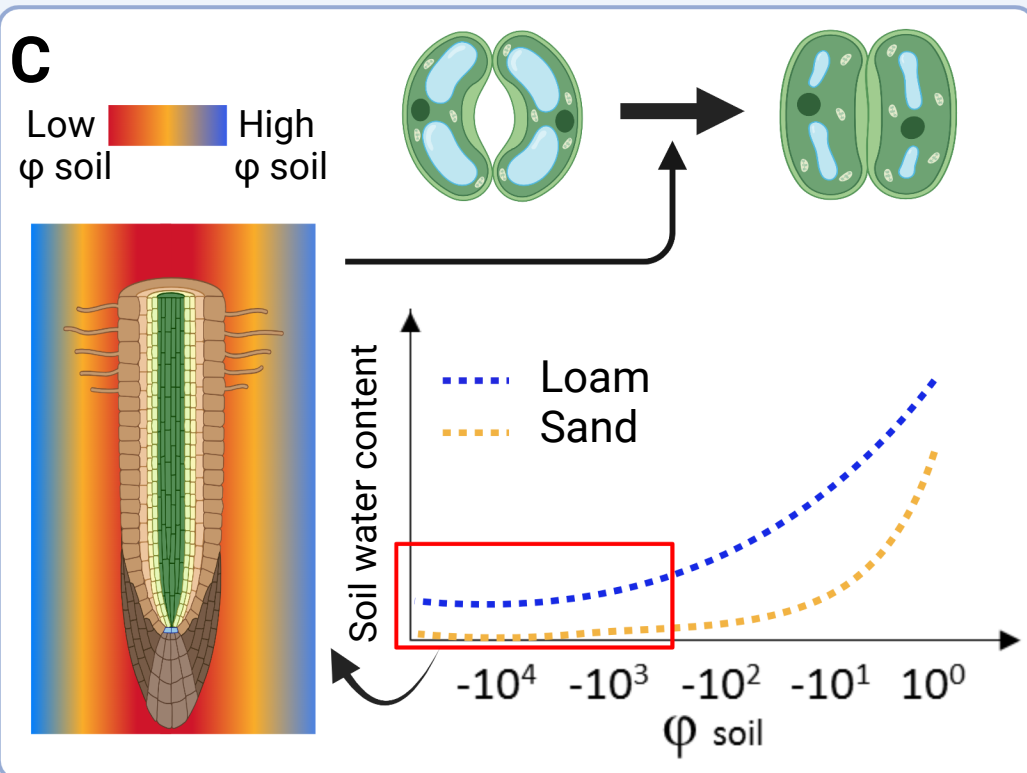 C
Low High
φ soil φ soil
Soil water content
Loam
Sand
-10⁴ -10³ -10² -10¹ 10⁰
φ soil